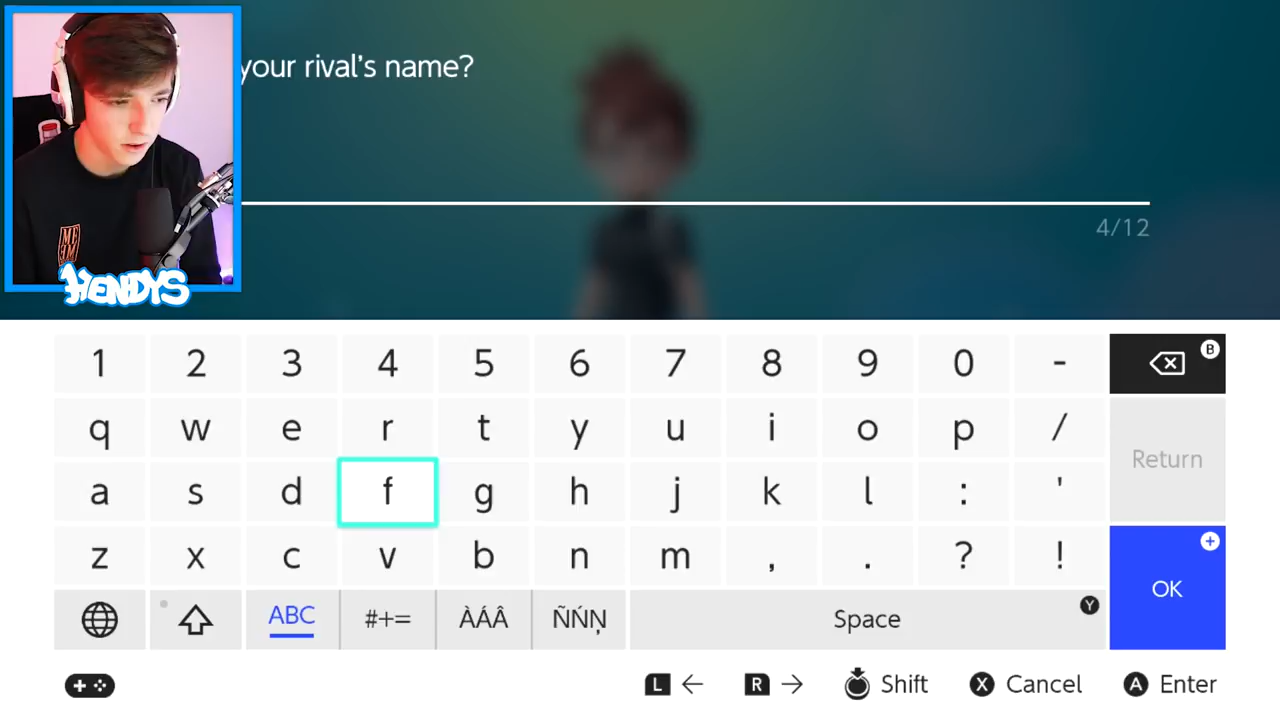 your rival's name?
4/12
HENDYS
1 2 3 4 5 6 7 8 9 0 -
q w e r t y u i o p /
a s d f g h j k l : '
z x c v b n m , . ? !
B
Return
+
OK
ABC #+= ÀÁÂ ÑŃŅ Space Y
L ← R → Shift X Cancel A Enter